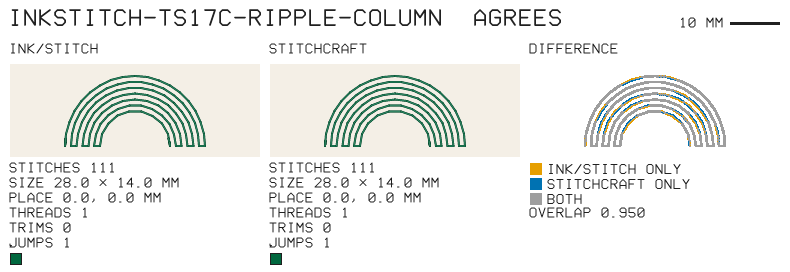 INKSTITCH-TS17C-RIPPLE-COLUMN AGREES
10 MM
INK/STITCH
STITCHES 111
SIZE 28.0 × 14.0 MM
PLACE 0.0, 0.0 MM
THREADS 1
TRIMS 0
JUMPS 1
STITCHCRAFT
STITCHES 111
SIZE 28.0 × 14.0 MM
PLACE 0.0, 0.0 MM
THREADS 1
TRIMS 0
JUMPS 1
DIFFERENCE
INK/STITCH ONLY
STITCHCRAFT ONLY
BOTH
OVERLAP 0.950